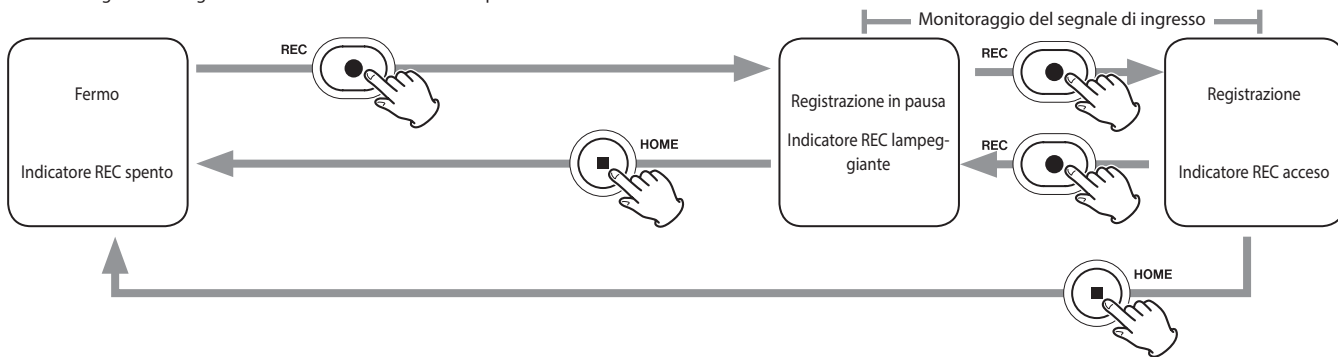 Monitoraggio del segnale di ingresso
REC
REC
Fermo
Registrazione in pausa
Registrazione
Indicatore REC lampeg-
giante
HOME
REC
Indicatore REC spento
Indicatore REC acceso
HOME